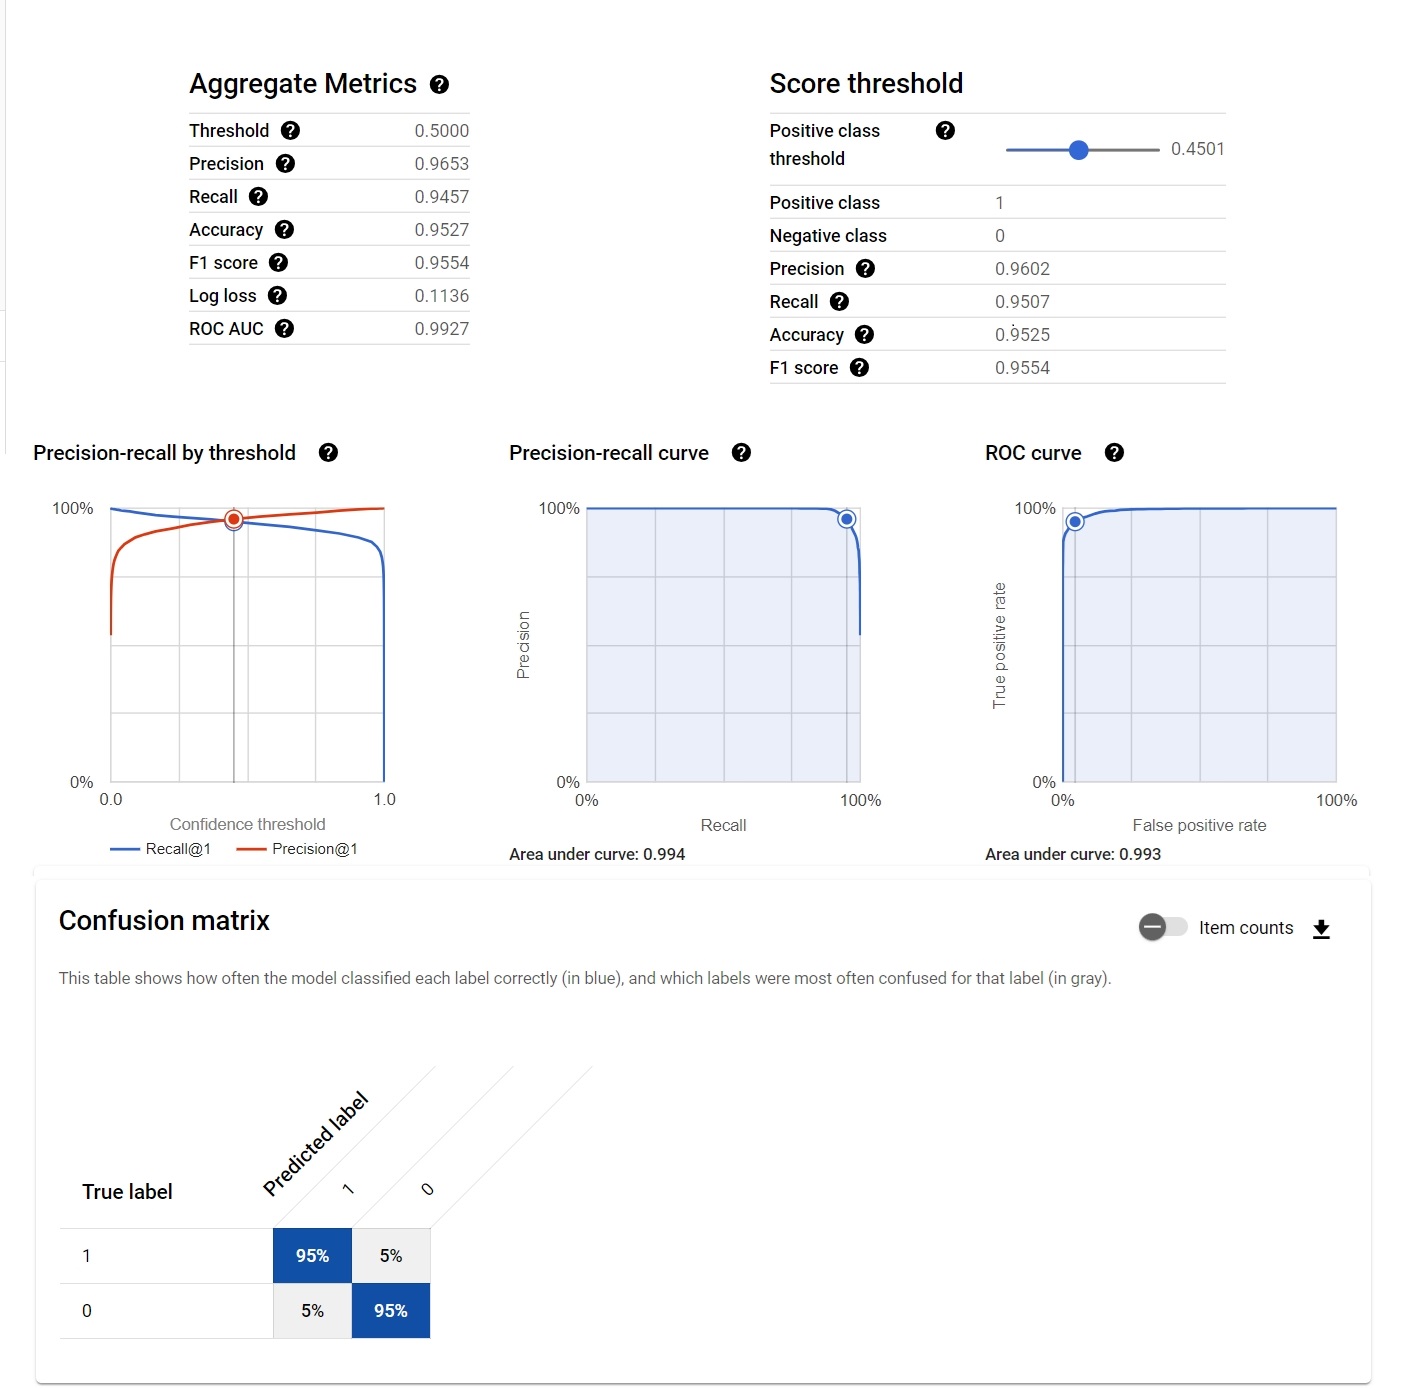 Aggregate Metrics ?
Threshold ? 0.5000
Precision ? 0.9653
Recall ? 0.9457
Accuracy ? 0.9527
F1 score ? 0.9554
Log loss ? 0.1136
ROC AUC ? 0.9927
Score threshold
Positive class threshold ? 0.4501
Positive class 1
Negative class 0
Precision ? 0.9602
Recall ? 0.9507
Accuracy ? 0.9525
F1 score ? 0.9554
Precision-recall by threshold ?
100%
0%
0.0 1.0
Confidence threshold
Recall@1 Precision@1
Precision-recall curve ?
100%
Precision
0%
0% 100%
Recall
Area under curve: 0.994
ROC curve ?
100%
True positive rate
0%
0% 100%
False positive rate
Area under curve: 0.993
Confusion matrix
Item counts
This table shows how often the model classified each label correctly (in blue), and which labels were most often confused for that label (in gray).
True label Predicted label 1 0
1 95% 5%
0 5% 95%